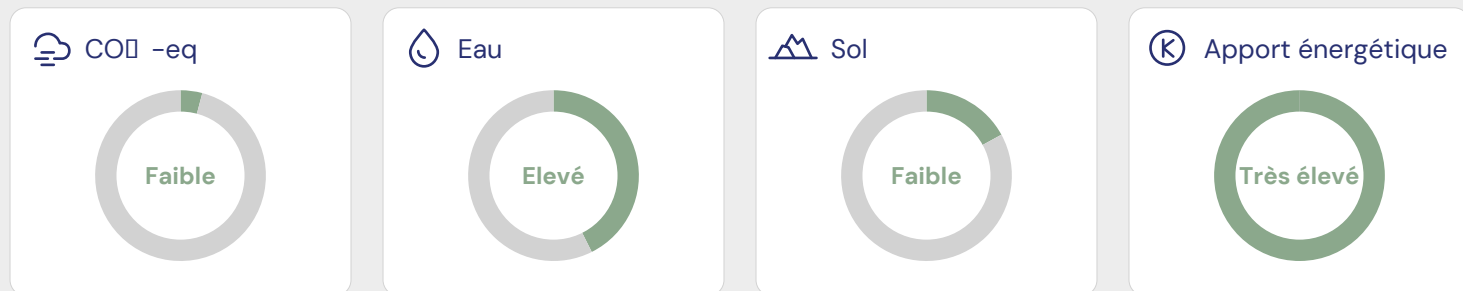 CO▯ -eq
Eau
Sol
Apport énergétique
Faible
Elevé
Faible
Très élevé